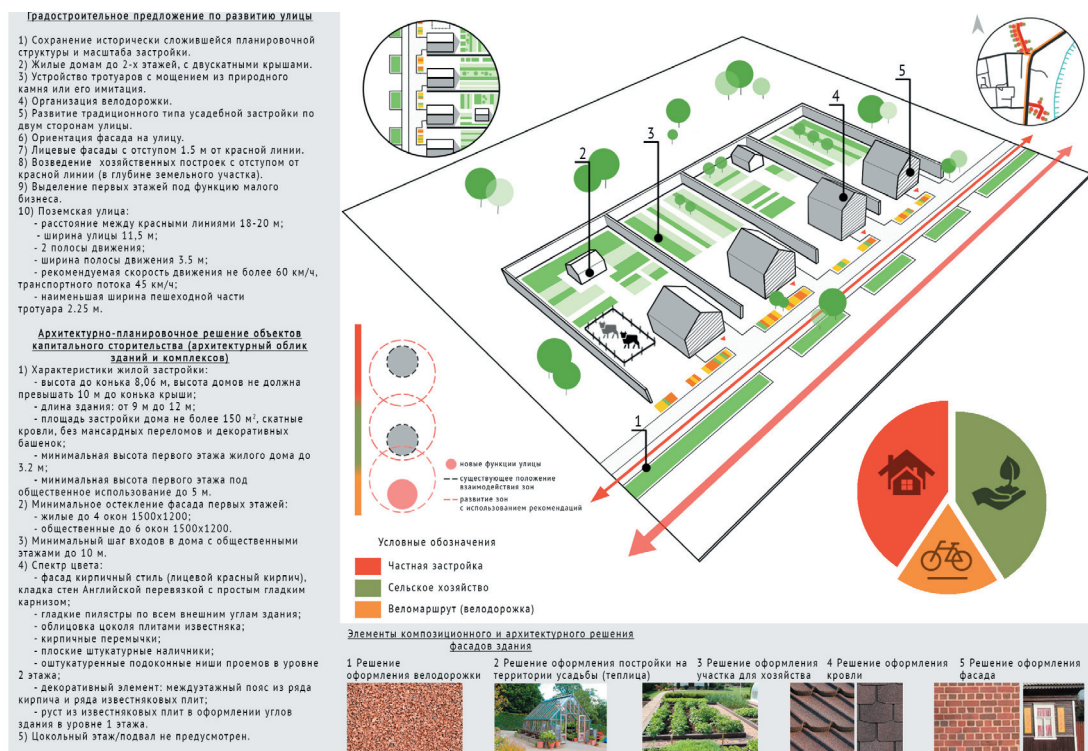 Градостроительное предложение по развитию улицы
1) Сохранение исторически сложившейся планировочной
структуры и масштаба застройки.
2) Жилые домам до 2-х этажей, с двускатными крышами.
3) Устройство тротуаров с мощением из природного
камня или его имитация.
4) Организация велодорожки.
5) Развитие традиционного типа усадебной застройки по
двум сторонам улицы.
6) Ориентация фасада на улицу.
7) Лицевые фасады с отступом 1.5 м от красной линии.
8) Возведение хозяйственных построек с отступом от
красной линии (в глубине земельного участка).
9) Выделение первых этажей под функцию малого
бизнеса.
10) Поземская улица:
- расстояние между красными линиями 18-20 м;
- ширина улицы 11,5 м;
- 2 полосы движения;
- ширина полосы движения 3.5 м;
- рекомендуемая скорость движения не более 60 км/ч,
транспортного потока 45 км/ч;
- наименьшая ширина пешеходной части
тротуара 2.25 м.
Архитектурно-планировочное решение объектов
капитального сторительства (архитектурный облик
зданий и комплексов)
1) Характеристики жилой застройки:
- высота до конька 8,06 м, высота домов не должна
превышать 10 м до конька крыши;
- длина здания: от 9 м до 12 м;
- площадь застройки дома не более 150 м², скатные
кровли, без мансардных переломов и декоративных
башенок;
- минимальная высота первого этажа жилого дома до
3.2 м;
- минимальная высота первого этажа под
общественное использование до 5 м.
2) Минимальное остекление фасада первых этажей:
- жилые до 4 окон 1500х1200;
- общественные до 6 окон 1500х1200.
3) Минимальный шаг входов в дома с общественными
этажами до 10 м.
4) Спектр цвета:
- фасад кирпичный стиль (лицевой красный кирпич),
кладка стен Английской перевязкой с простым гладким
карнизом;
- гладкие пилястры по всем внешним углам здания;
- облицовка цоколя плитами известняка;
- кирпичные перемычки;
- плоские штукатурные наличники;
- оштукатуренные подоконные ниши проемов в уровне
2 этажа;
- декоративный элемент: междуэтажный пояс из ряда
кирпича и ряда известняковых плит;
- руст из известняковых плит в оформлении углов
здания в уровне 1 этажа.
5) Цокольный этаж/подвал не предусмотрен.
5
4
3
2
1
новые функции улицы
существующее положение
взаимодействия зон
развитие зон
с использованием рекомендаций
Условные обозначения
Частная застройка
Сельское хозяйство
Веломаршрут (велодорожка)
Элементы композиционного и архитектурного решения
фасадов здания
1 Решение
оформления велодорожки
2 Решение оформления постройки на
территории усадьбы (теплица)
3 Решение оформления
участка для хозяйства
4 Решение оформления
кровли
5 Решение оформления
фасада